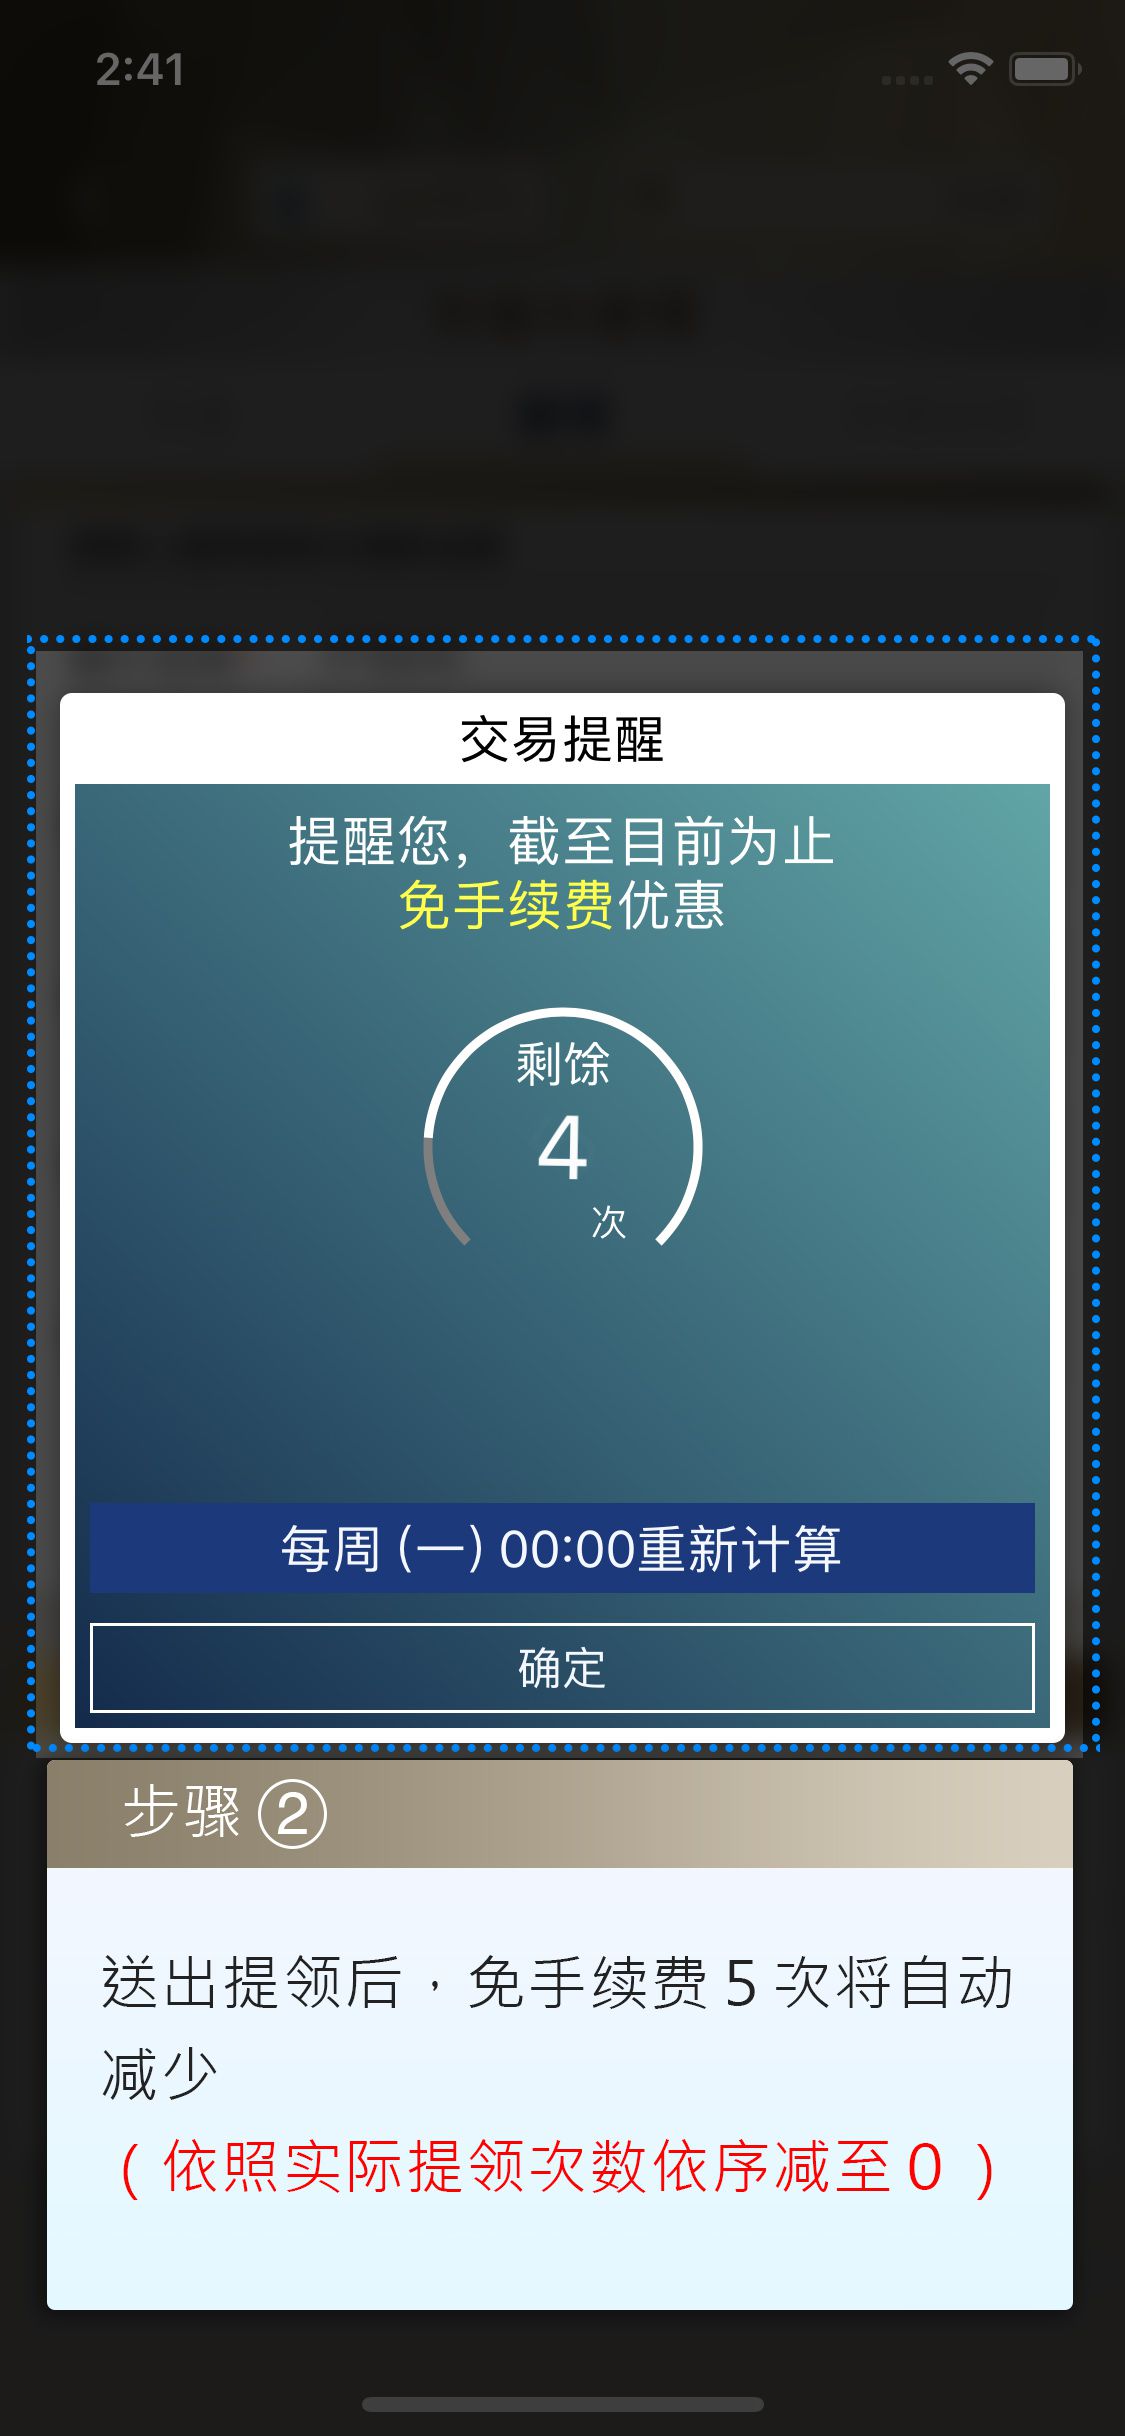 2:41
交易提醒
提醒您，截至目前为止
免手续费优惠
剩馀
4
次
每周 (一) 00:00重新计算
确定
步骤 ②
送出提领后，免手续费 5 次将自动
减少
( 依照实际提领次数依序减至 0 )